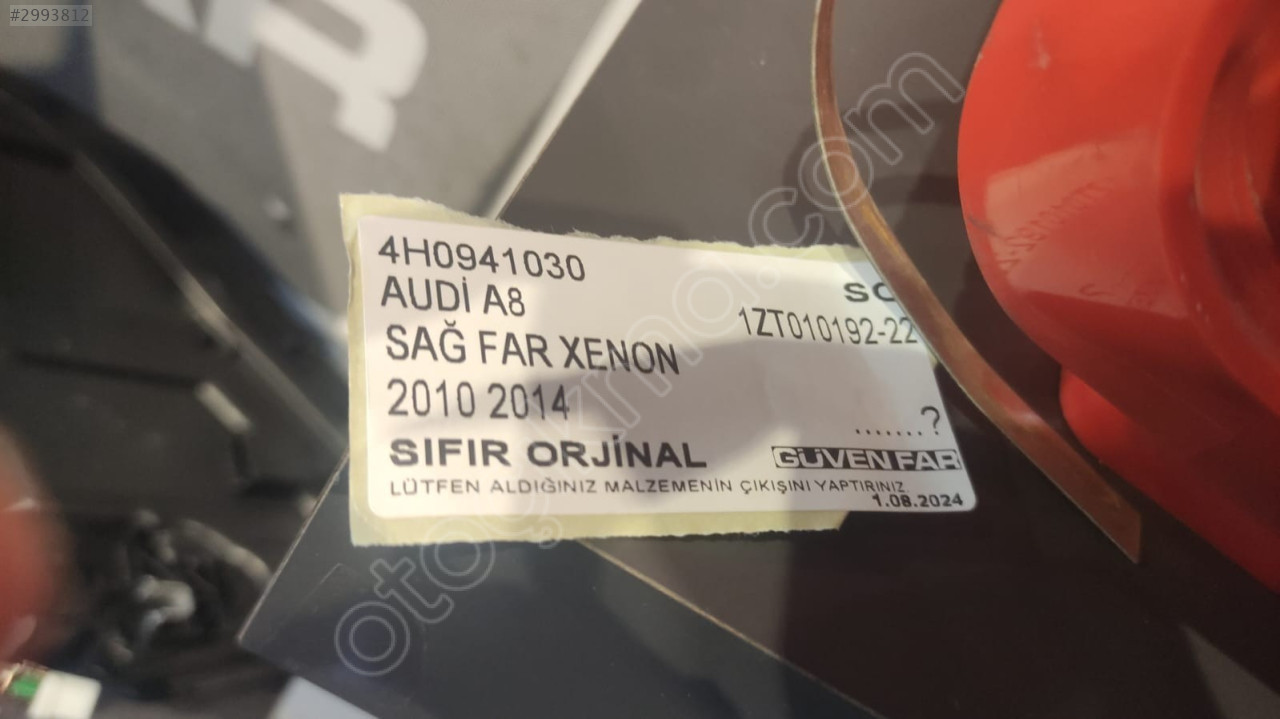 #2993812
4H0941030
AUDİ A8
SAĞ FAR XENON
2010 2014
SIFIR ORJİNAL
LÜTFEN ALDIĞINIZ MALZEMENİN ÇIKIŞINI YAPTIRINIZ.
1ZT010192-22
.......?
GÜVEN FAR
1.08.2024
otoçıkma.com